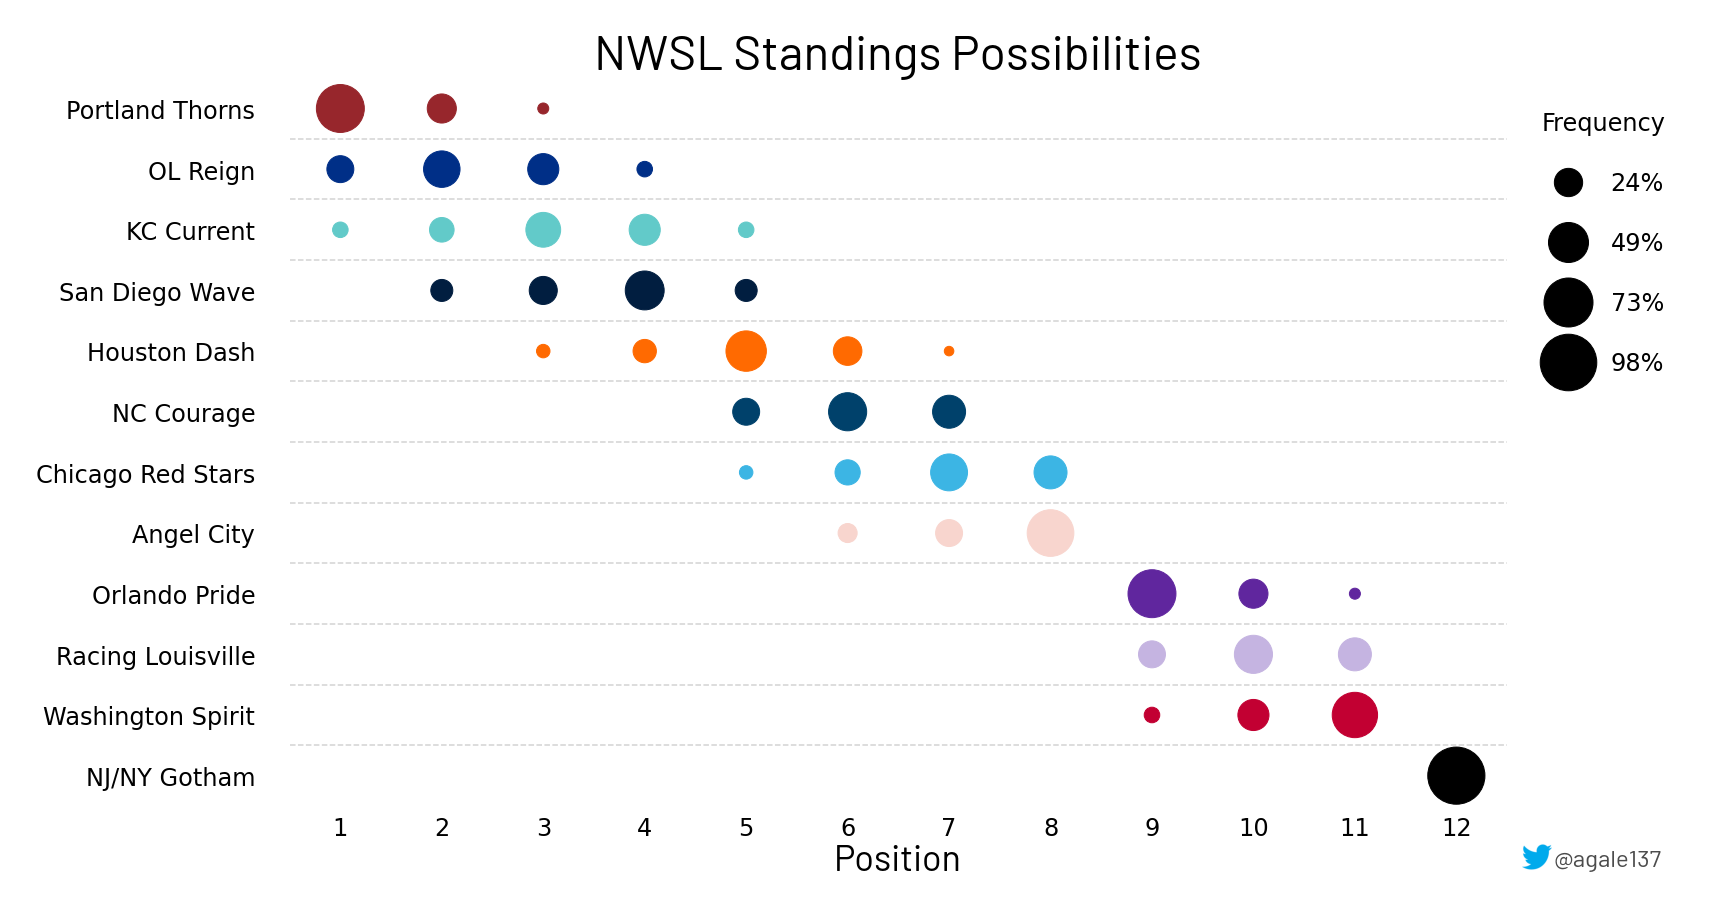 NWSL Standings Possibilities
Portland Thorns
OL Reign
KC Current
San Diego Wave
Houston Dash
NC Courage
Chicago Red Stars
Angel City
Orlando Pride
Racing Louisville
Washington Spirit
NJ/NY Gotham
1 2 3 4 5 6 7 8 9 10 11 12
Position
Frequency
24%
49%
73%
98%
@agale137